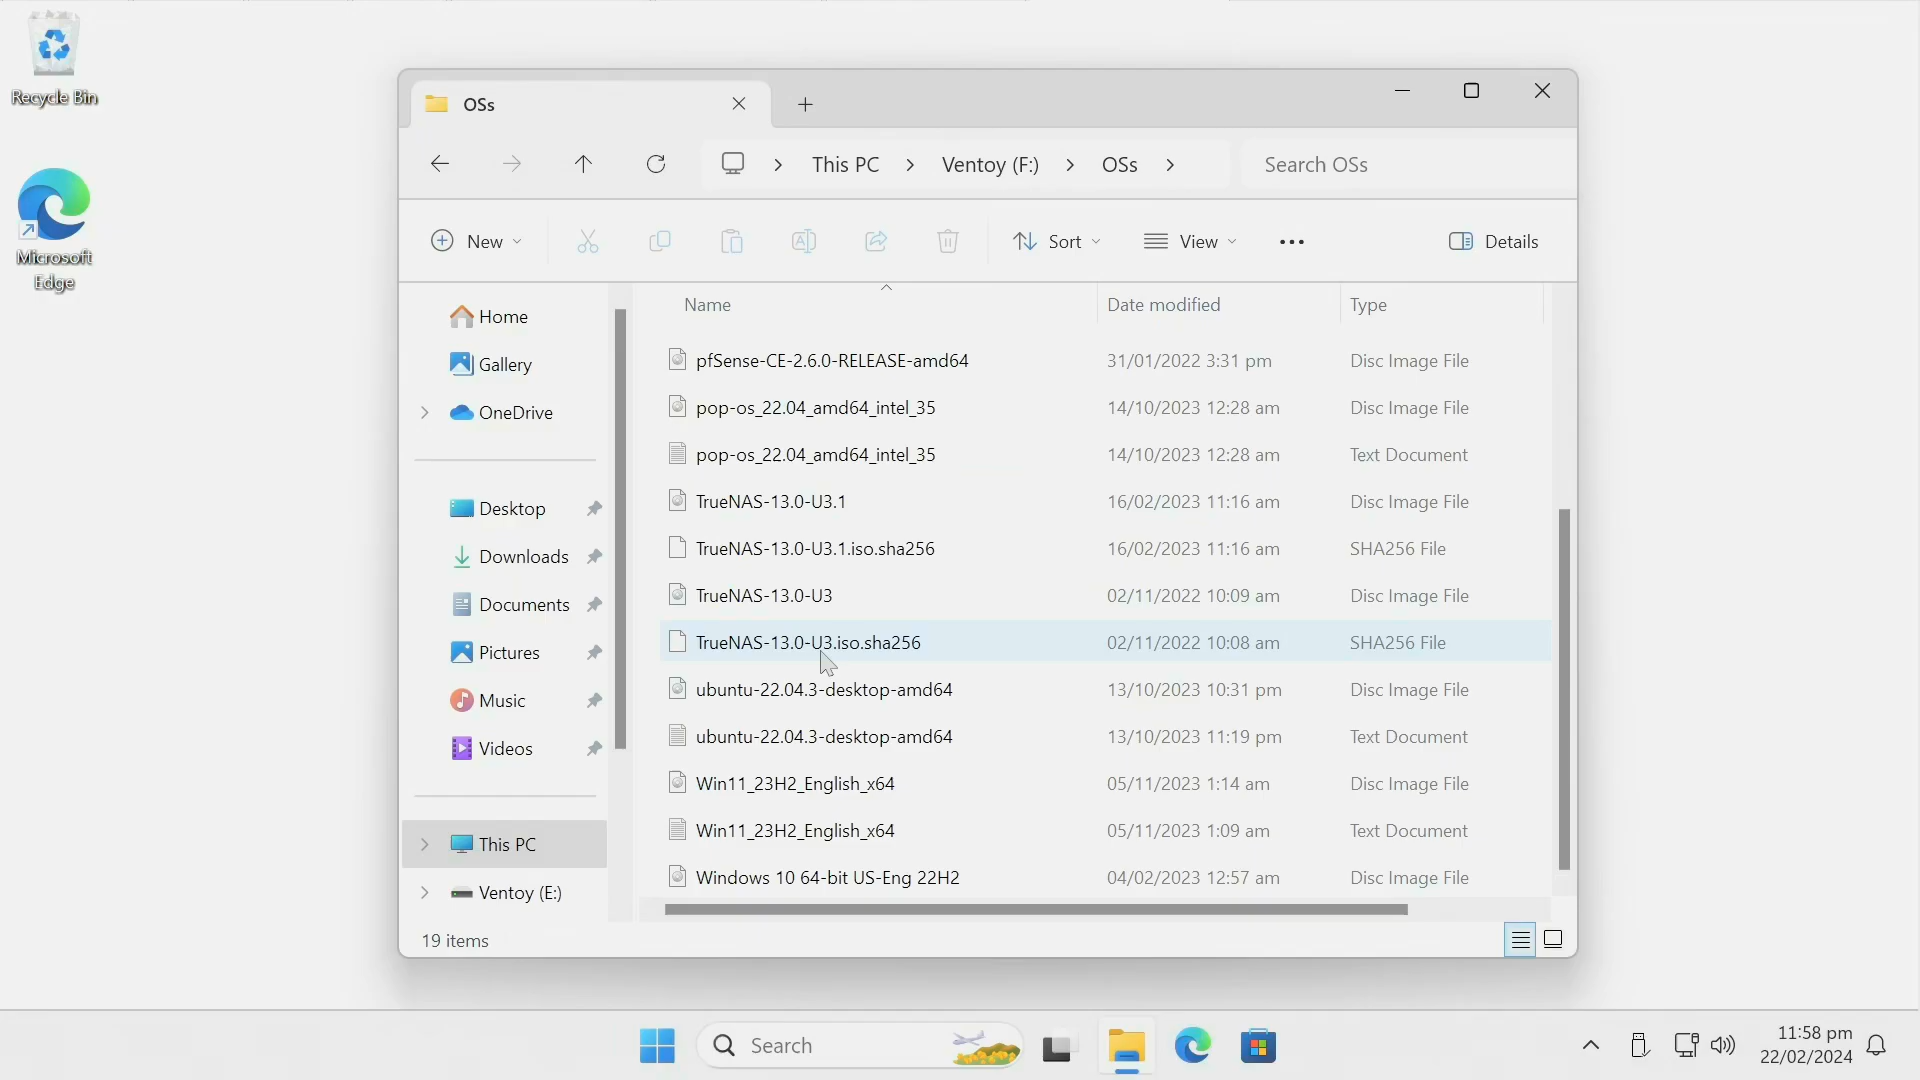 Recycle Bin
Microsoft
Edge
OSs
This PC
Ventoy (F:)
OSs
Search OSs
New
Sort
View
Details
Home
Gallery
OneDrive
Desktop
Downloads
Documents
Pictures
Music
Videos
This PC
Ventoy (E:)
Name Date modified Type
pfSense-CE-2.6.0-RELEASE-amd64 31/01/2022 3:31 pm Disc Image File
pop-os_22.04_amd64_intel_35 14/10/2023 12:28 am Disc Image File
pop-os_22.04_amd64_intel_35 14/10/2023 12:28 am Text Document
TrueNAS-13.0-U3.1 16/02/2023 11:16 am Disc Image File
TrueNAS-13.0-U3.1.iso.sha256 16/02/2023 11:16 am SHA256 File
TrueNAS-13.0-U3 02/11/2022 10:09 am Disc Image File
TrueNAS-13.0-U3.iso.sha256 02/11/2022 10:08 am SHA256 File
ubuntu-22.04.3-desktop-amd64 13/10/2023 10:31 pm Disc Image File
ubuntu-22.04.3-desktop-amd64 13/10/2023 11:19 pm Text Document
Win11_23H2_English_x64 05/11/2023 1:14 am Disc Image File
Win11_23H2_English_x64 05/11/2023 1:09 am Text Document
Windows 10 64-bit US-Eng 22H2 04/02/2023 12:57 am Disc Image File
19 items
Search
11:58 pm
22/02/2024